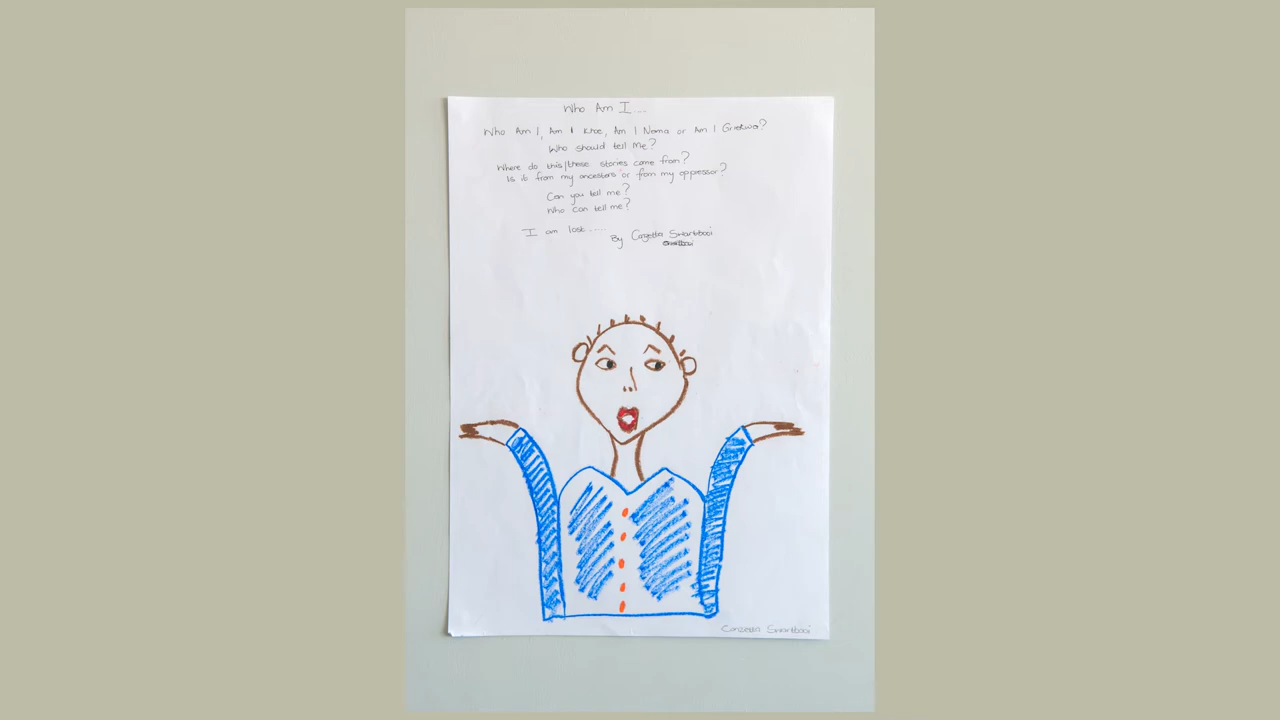 Who Am I....
Who Am I, Am I Khoe, Am I Nama or Am I Griekwa?
Who should tell Me?
Where do this/these stories come from?
Is it from my ancestors or from my oppressor?
Can you tell me?
Who can tell me?
I am lost.....
By Conzetta Swartbooi
Conzetta Swartbooi